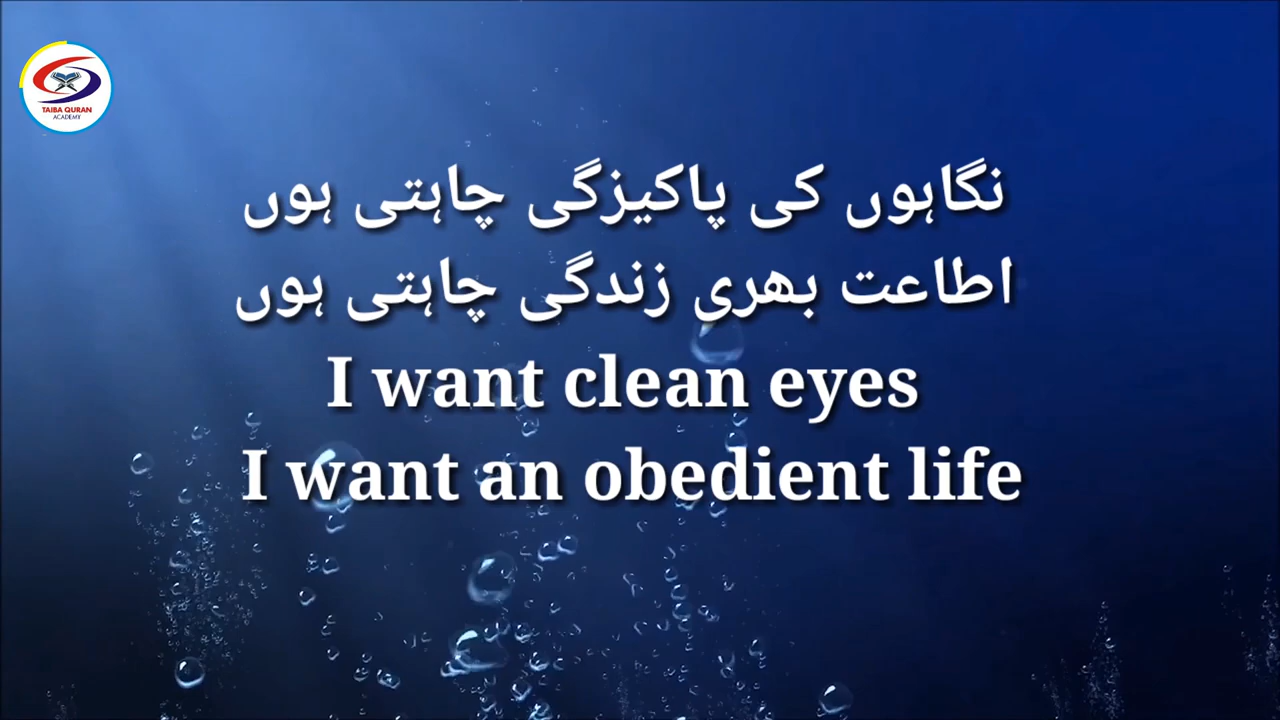 TAIBA QURAN
ACADEMY
نگاہوں کی پاکیزگی چاہتی ہوں
اطاعت بھری زندگی چاہتی ہوں
I want clean eyes
I want an obedient life